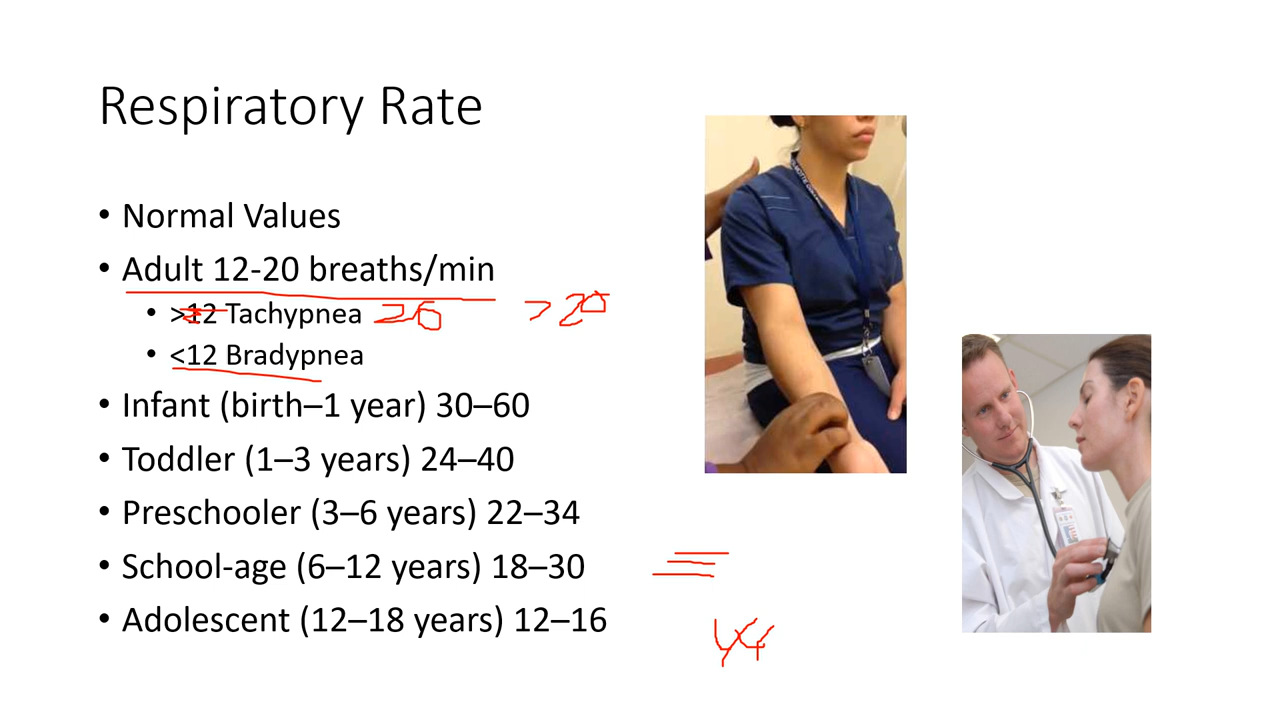 Respiratory Rate
• Normal Values
• Adult 12-20 breaths/min
• >12 Tachypnea >20
• <12 Bradypnea
• Infant (birth–1 year) 30–60
• Toddler (1–3 years) 24–40
• Preschooler (3–6 years) 22–34
• School-age (6–12 years) 18–30
• Adolescent (12–18 years) 12–16